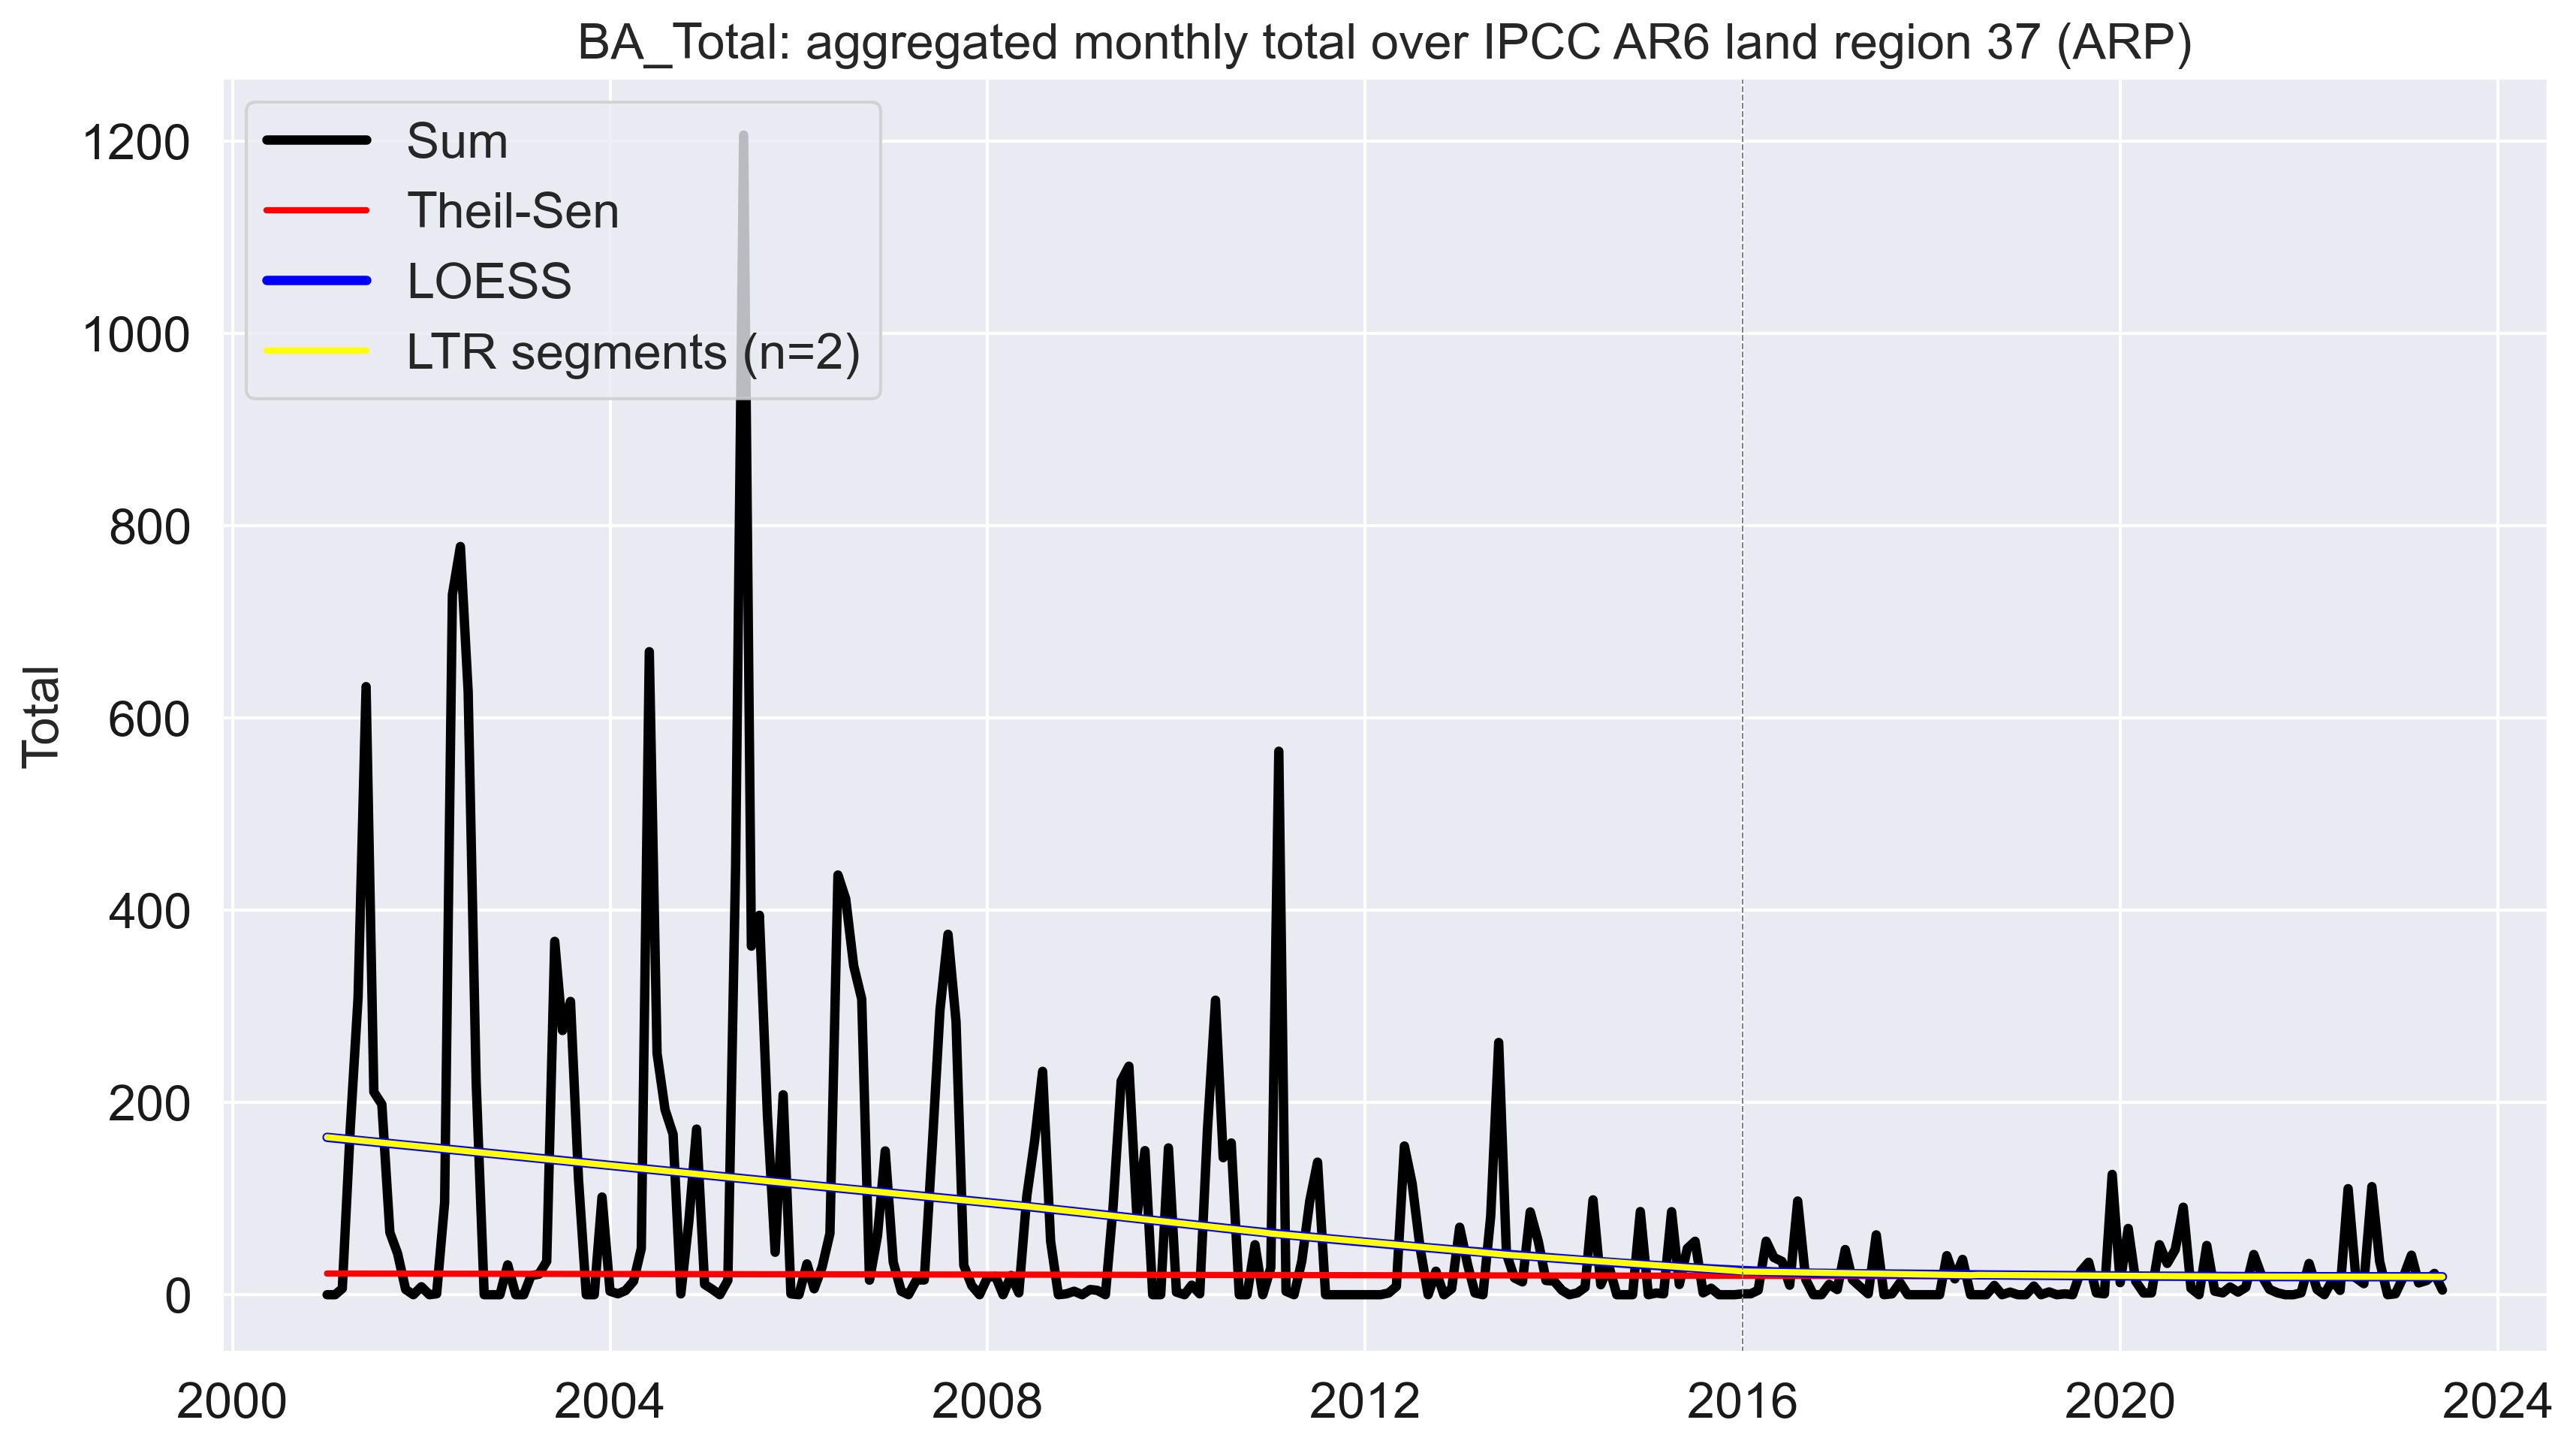 BA_Total: aggregated monthly total over IPCC AR6 land region 37 (ARP)
Sum
Theil-Sen
LOESS
LTR segments (n=2)
Total
1200
1000
800
600
400
200
0
2000 2004 2008 2012 2016 2020 2024